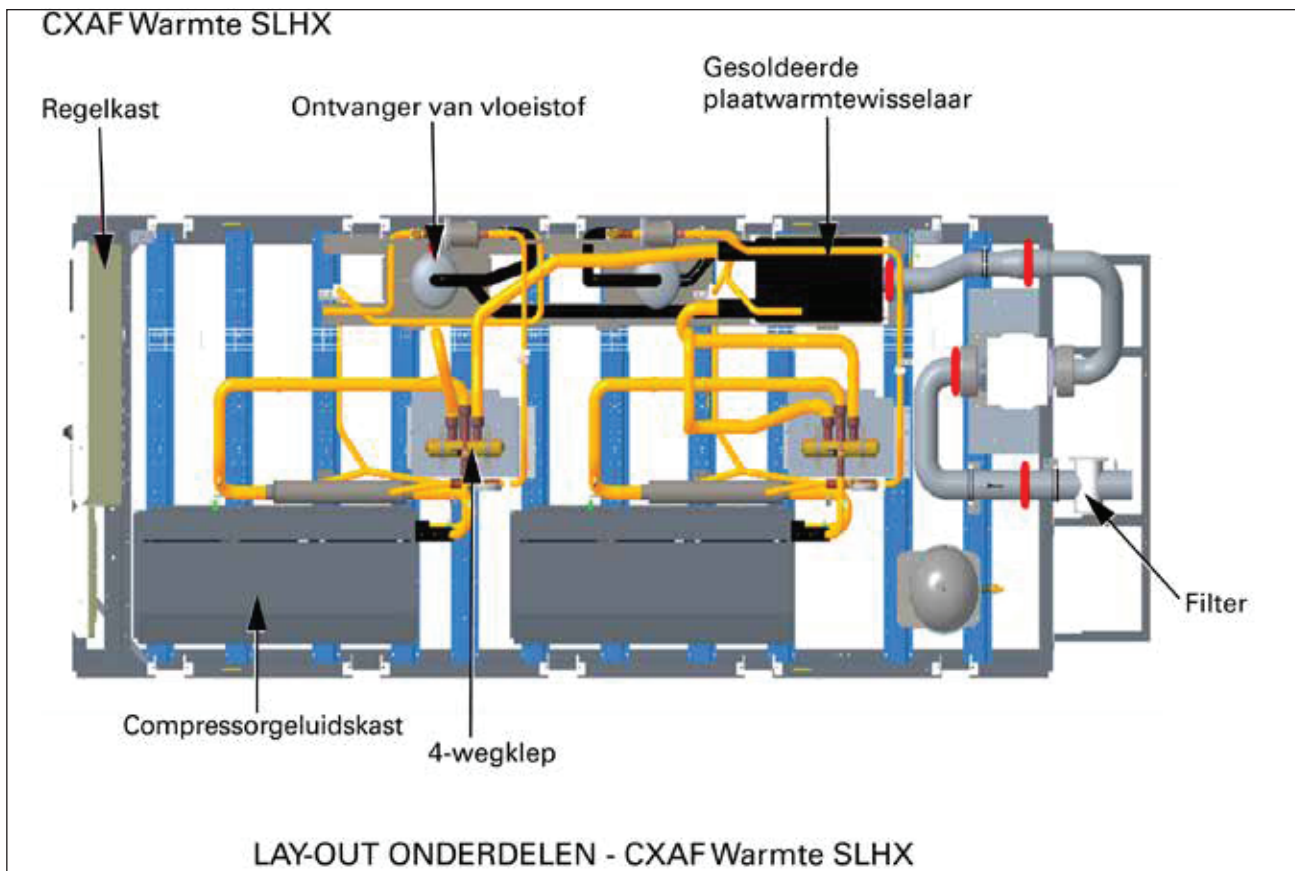 CXAF Warmte SLHX
Gesoldeerde
plaatwarmtewisselaar
Regelkast
Ontvanger van vloeistof
Filter
Compressorgeluidskast
4-wegklep
LAY-OUT ONDERDELEN - CXAF Warmte SLHX